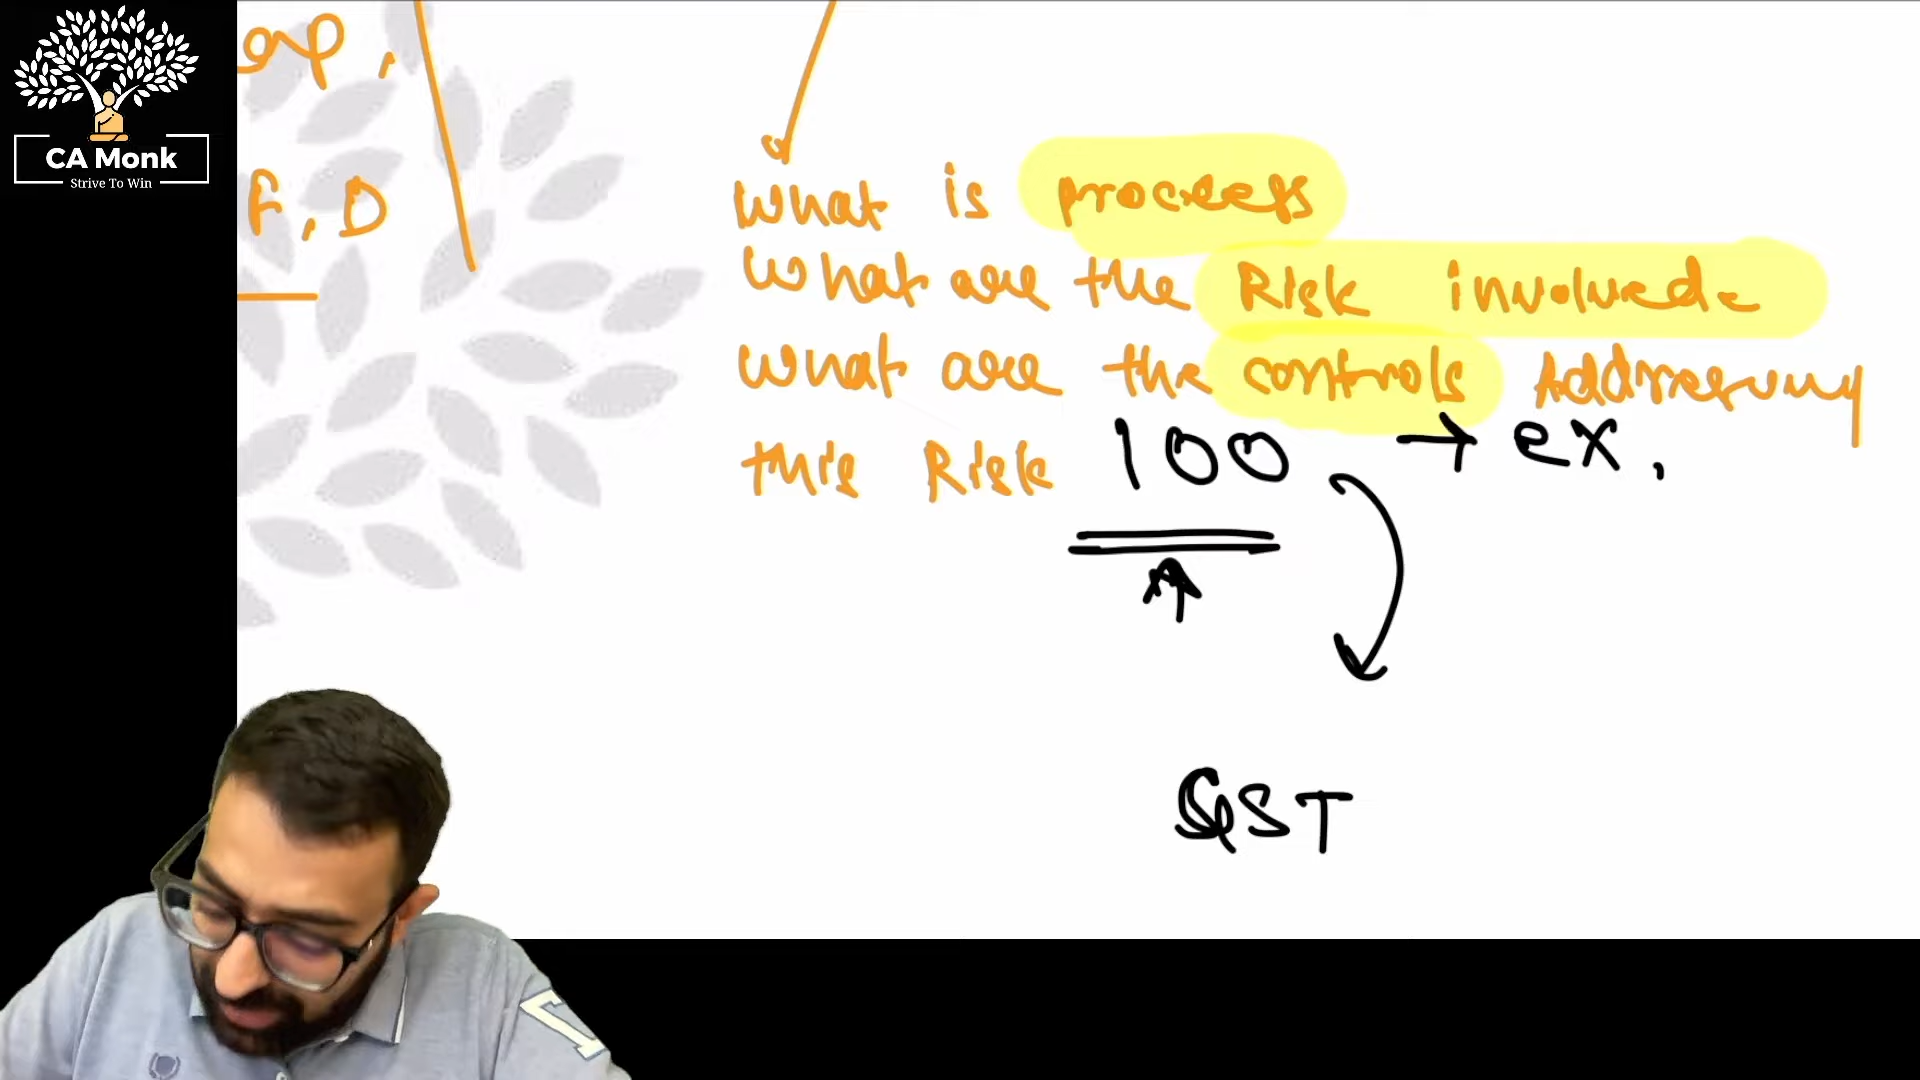 CA Monk
Strive To Win
F, D
What is process
What are the Risk involved.
What are the controls Addressing
this Risk 100 → ex.
GST